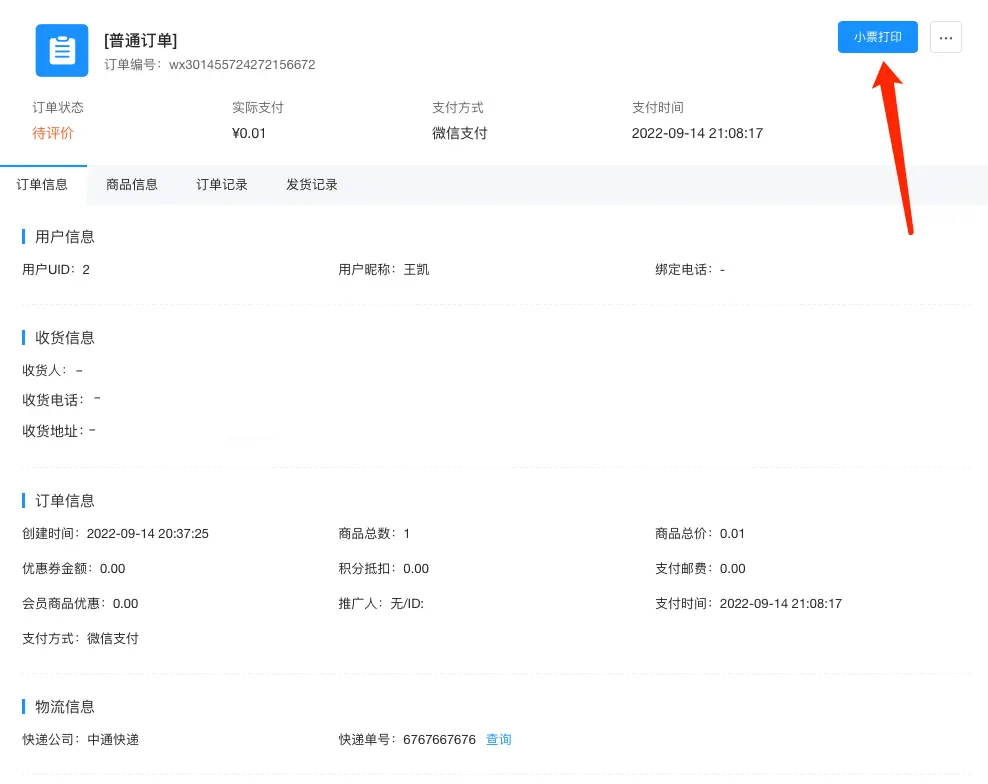 [普通订单]
小票打印
...
订单编号：wx301455724272156672
订单状态 实际支付 支付方式 支付时间
待评价 ¥0.01 微信支付 2022-09-14 21:08:17
订单信息 商品信息 订单记录 发货记录
用户信息
用户UID：2 用户昵称：王凯 绑定电话：-
收货信息
收货人：-
收货电话：-
收货地址：-
订单信息
创建时间：2022-09-14 20:37:25 商品总数：1 商品总价：0.01
优惠券金额：0.00 积分抵扣：0.00 支付邮费：0.00
会员商品优惠：0.00 推广人：无/ID: 支付时间：2022-09-14 21:08:17
支付方式：微信支付
物流信息
快递公司：中通快递 快递单号：6767667676 查询